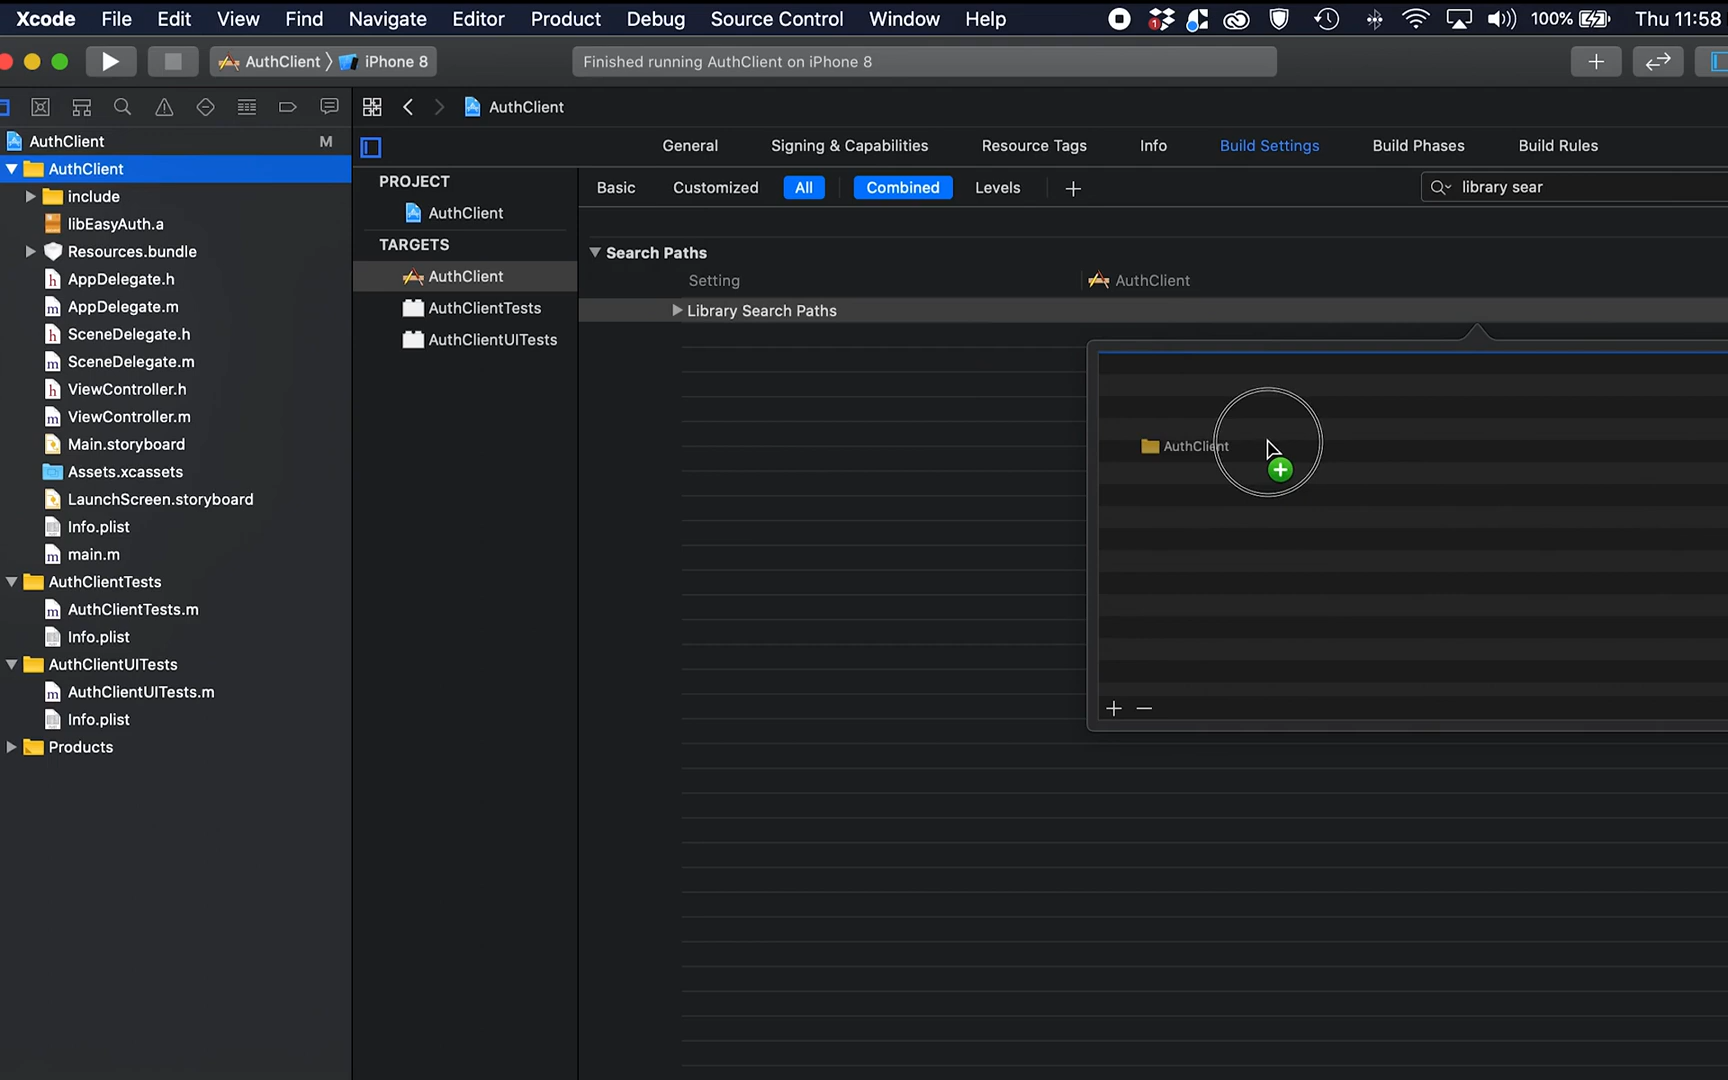 Xcode File Edit View Find Navigate Editor Product Debug Source Control Window Help 1 100% Thu 11:58
AuthClient iPhone 8 Finished running AuthClient on iPhone 8
AuthClient
AuthClient M
General Signing & Capabilities Resource Tags Info Build Settings Build Phases Build Rules
AuthClient
include
libEasyAuth.a
Resources.bundle
AppDelegate.h
AppDelegate.m
SceneDelegate.h
SceneDelegate.m
ViewController.h
ViewController.m
Main.storyboard
Assets.xcassets
LaunchScreen.storyboard
Info.plist
main.m
AuthClientTests
AuthClientTests.m
Info.plist
AuthClientUITests
AuthClientUITests.m
Info.plist
Products
PROJECT
AuthClient
TARGETS
AuthClient
AuthClientTests
AuthClientUITests
Basic Customized All Combined Levels library sear
Search Paths
Setting AuthClient
Library Search Paths
AuthClient